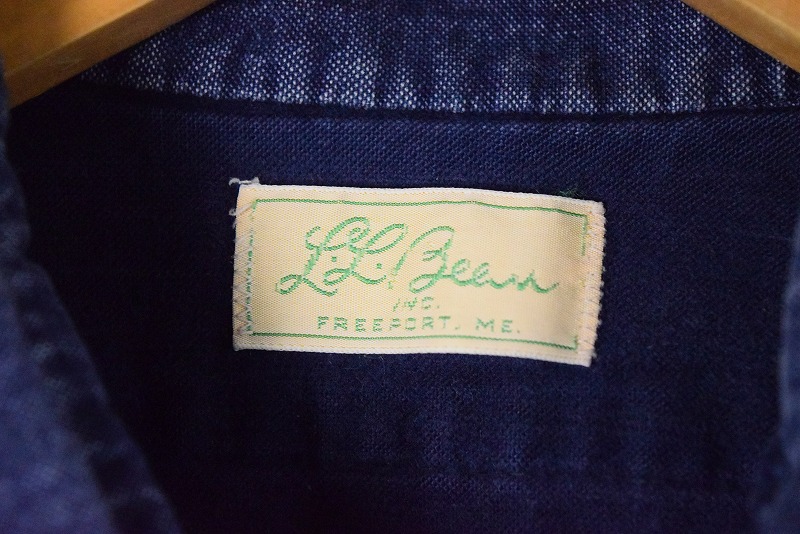 L.L. Bean
INC.
FREEPORT, ME.